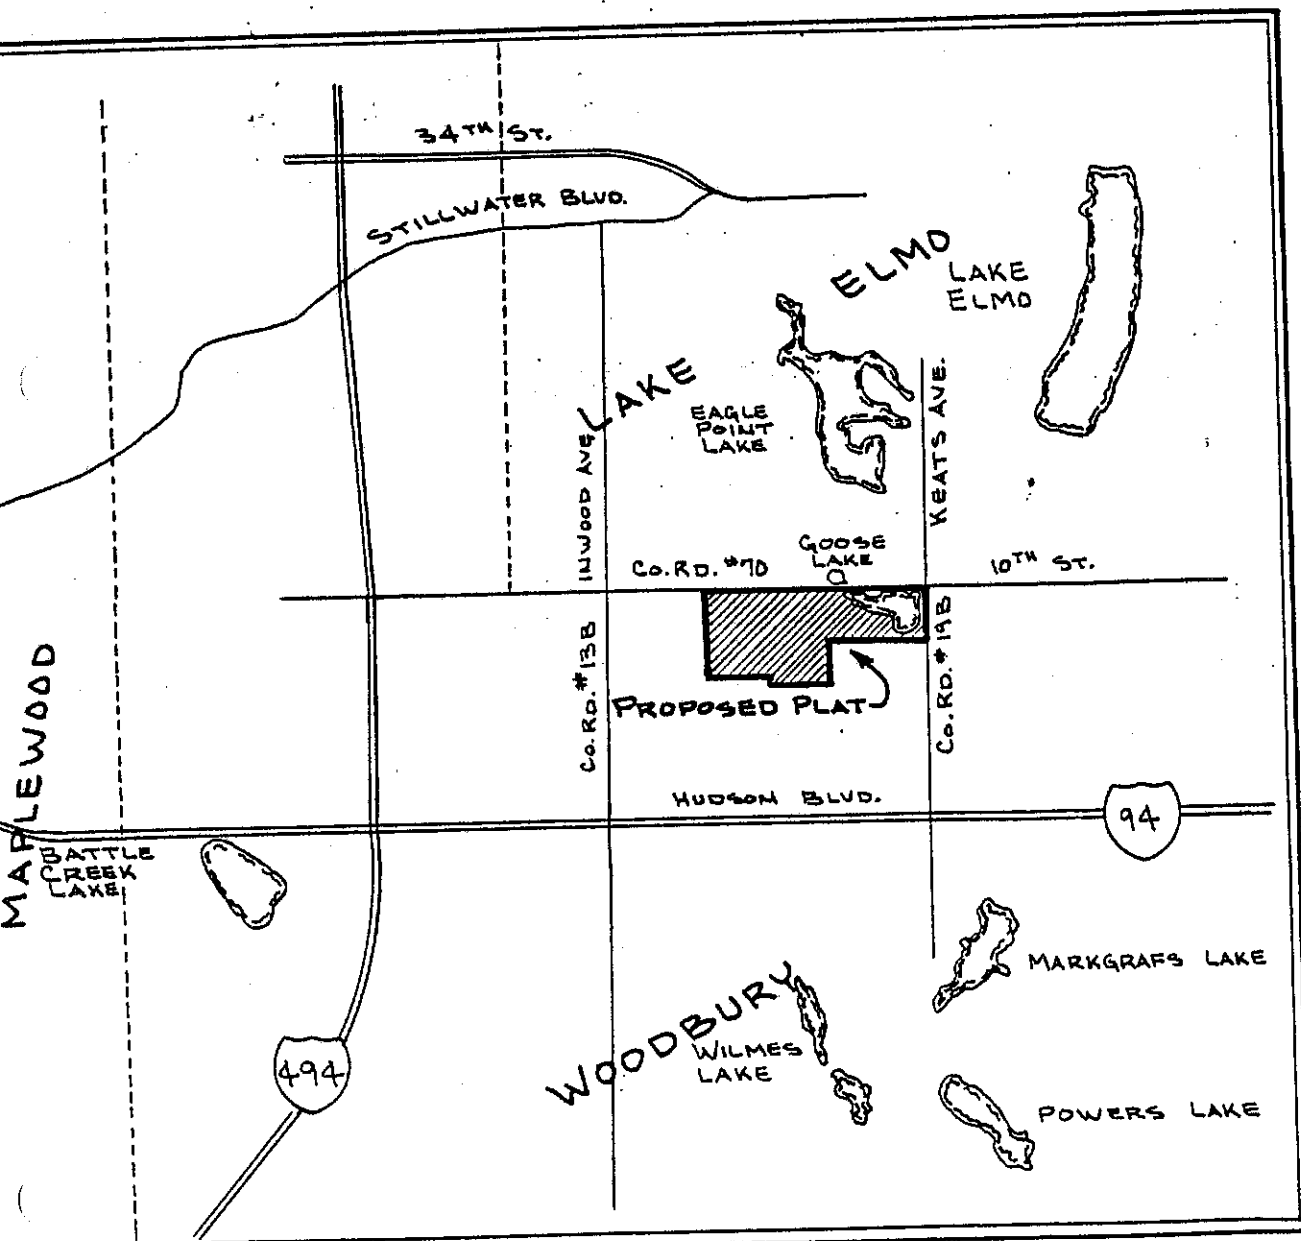 34TH ST.
STILLWATER BLVD.
LAKE ELMO
LAKE
ELMO
EAGLE
POINT
LAKE
KEATS AVE.
INWOOD AVE
CO. RD. #70
GOOSE
LAKE
10TH ST.
CO. RD. #13B
CO. RD. #19B
PROPOSED PLAT
MAPLEWOOD
HUDSON BLVD.
94
BATTLE
CREEK
LAKE
WOODBURY
MARKGRAFS LAKE
WILMES
LAKE
494
POWERS LAKE